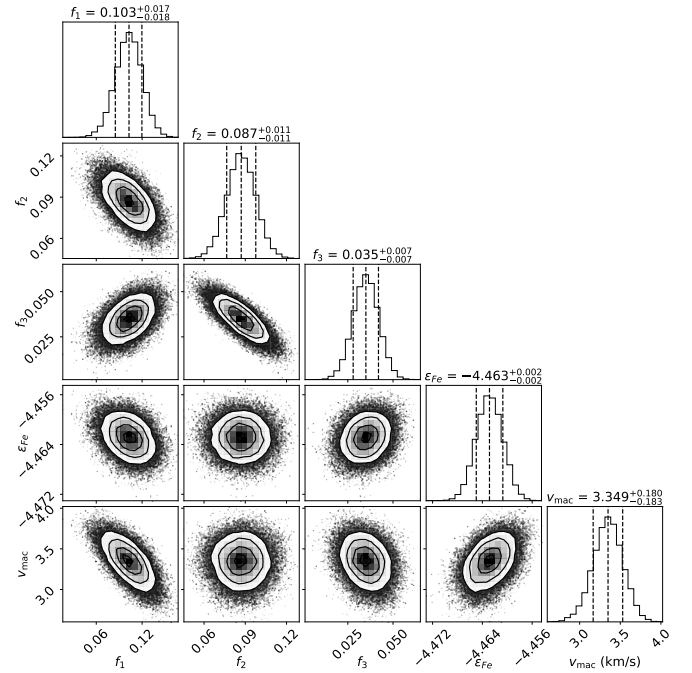 f₁ = 0.103⁺⁰·⁰¹⁷₋₀.₀₁₈
f₂ = 0.087⁺⁰·⁰¹¹₋₀.₀₁₁
0.12
0.09
0.06
f₂
f₃ = 0.035⁺⁰·⁰⁰⁷₋₀.₀₀₇
0.050
0.025
f₃
ϵFe = −4.463⁺⁰·⁰⁰²₋₀.₀₀₂
−4.456
−4.464
−4.472
ϵFe
vmac = 3.349⁺⁰·¹⁸⁰₋₀.₁₈₃
4.0
3.5
3.0
vmac
0.06 0.12 0.06 0.09 0.12 0.025 0.050 −4.472 −4.464 −4.456 3.0 3.5 4.0
f₁ f₂ f₃ ϵFe vmac (km/s)